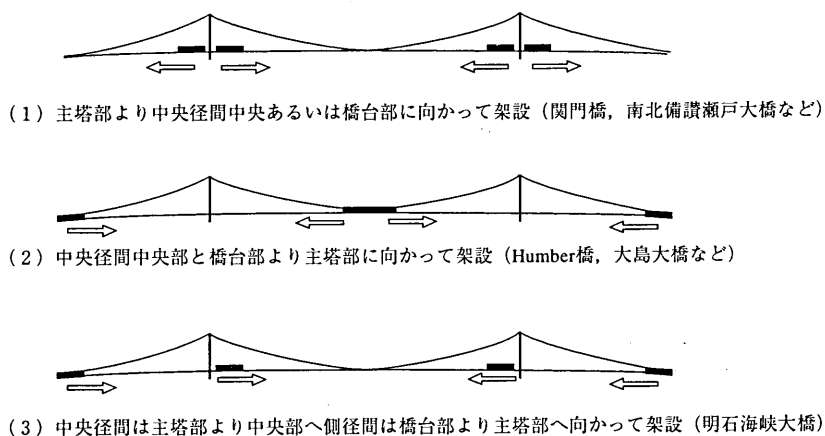 (1) 主塔部より中央径間中央あるいは橋台部に向かって架設（関門橋，南北備讃瀬戸大橋など）
(2) 中央径間中央部と橋台部より主塔部に向かって架設（Humber橋，大島大橋など）
(3) 中央径間は主塔部より中央部へ側径間は橋台部より主塔部へ向かって架設（明石海峡大橋）